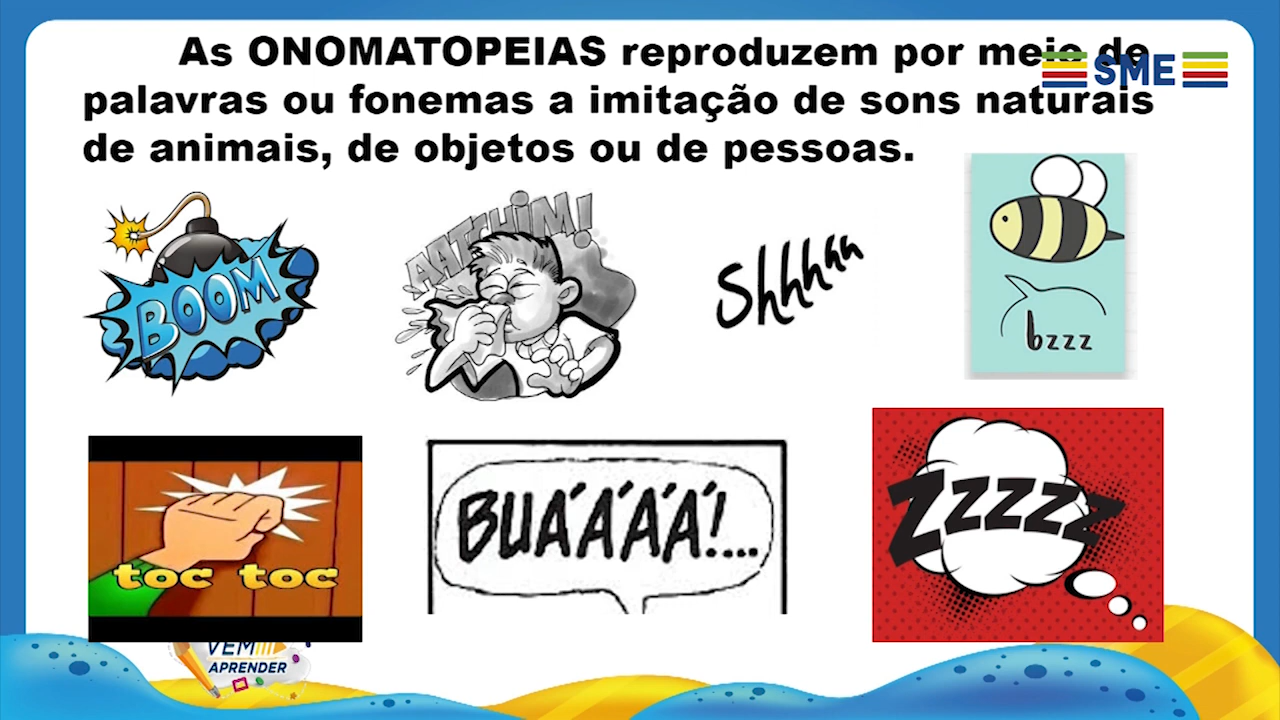 As ONOMATOPEIAS reproduzem por meio de
SME
palavras ou fonemas a imitação de sons naturais
de animais, de objetos ou de pessoas.
BOOM
AATCHIM!
Shhhhh
bzzz
toc toc
BUÁÁÁÁ!...
Zzzzz
VEM
APRENDER